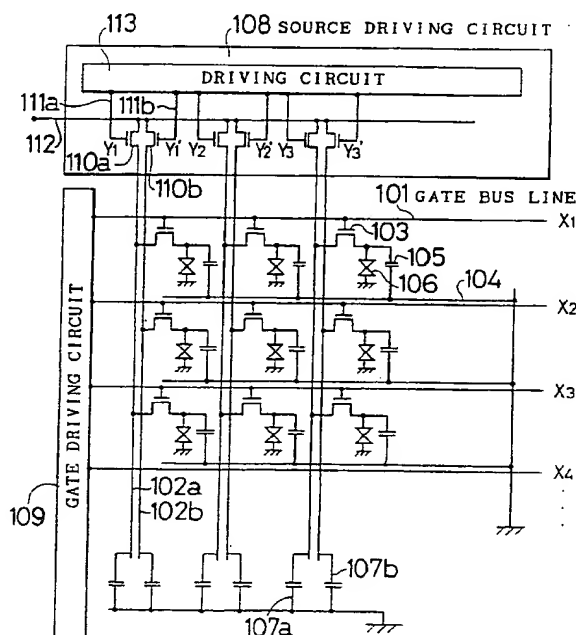 113
108 SOURCE DRIVING CIRCUIT
DRIVING CIRCUIT
111a
111b
112
Y1
Y1'
Y2
Y2'
Y3
Y3'
110a
110b
101 GATE BUS LINE
X1
103
105
106
104
X2
X3
X4
GATE DRIVING CIRCUIT
109
102a
102b
107b
107a